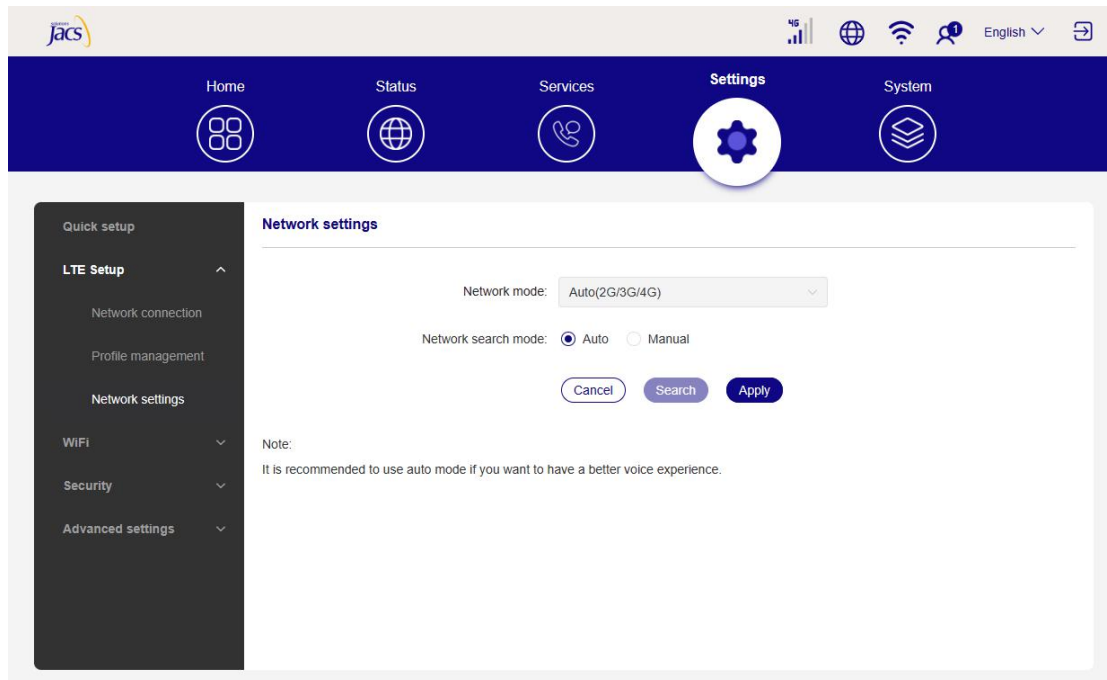 solutions
jacs
4G
1
English
Home
Status
Services
Settings
System
Quick setup
LTE Setup
Network connection
Profile management
Network settings
WiFi
Security
Advanced settings
Network settings
Network mode: Auto(2G/3G/4G)
Network search mode: Auto Manual
Cancel Search Apply
Note:
It is recommended to use auto mode if you want to have a better voice experience.